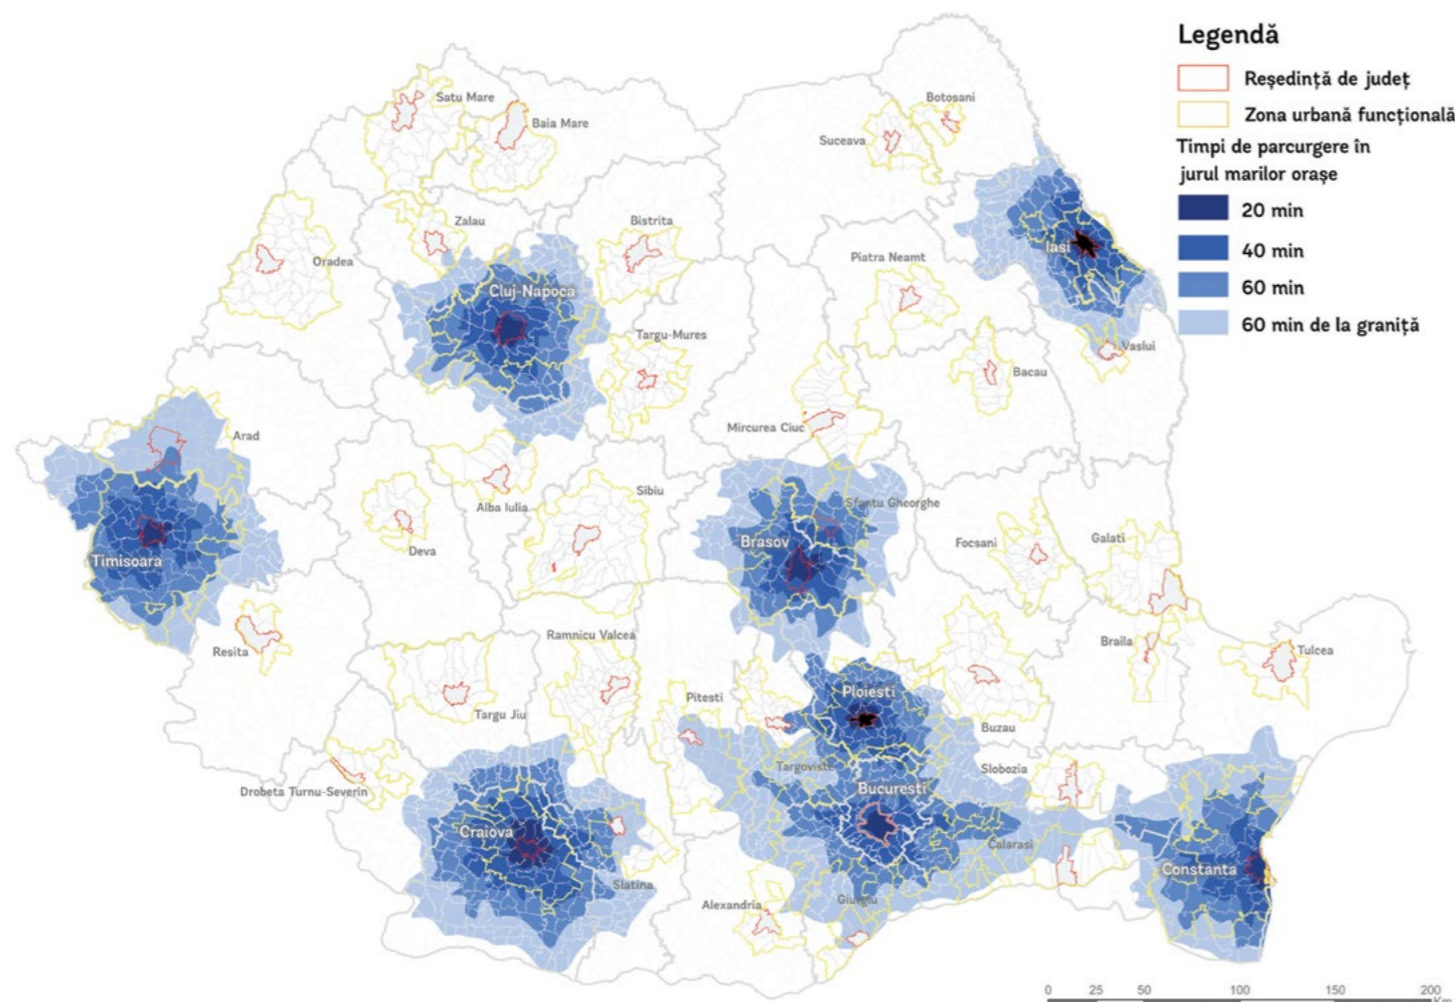 Legendă
Reședință de județ
Zona urbană funcțională
Timpi de parcurgere în
jurul marilor orașe
20 min
40 min
60 min
60 min de la graniță
Satu Mare
Baia Mare
Botosani
Suceava
Zalau
Bistrita
Oradea
Iasi
Piatra Neamt
Cluj-Napoca
Targu-Mures
Vaslui
Bacau
Mircurea Ciuc
Arad
Sibiu
Alba Iulia
Sfantu Gheorghe
Brasov
Focsani
Galati
Deva
Timisoara
Ramnicu Valcea
Resita
Braila
Tulcea
Ploiesti
Pitesti
Targu Jiu
Buzau
Targoviste
Slobozia
Drobeta Turnu-Severin
Bucuresti
Craiova
Calarasi
Constanta
Slatina
Giurgiu
Alexandria
0 25 50 100 150 200